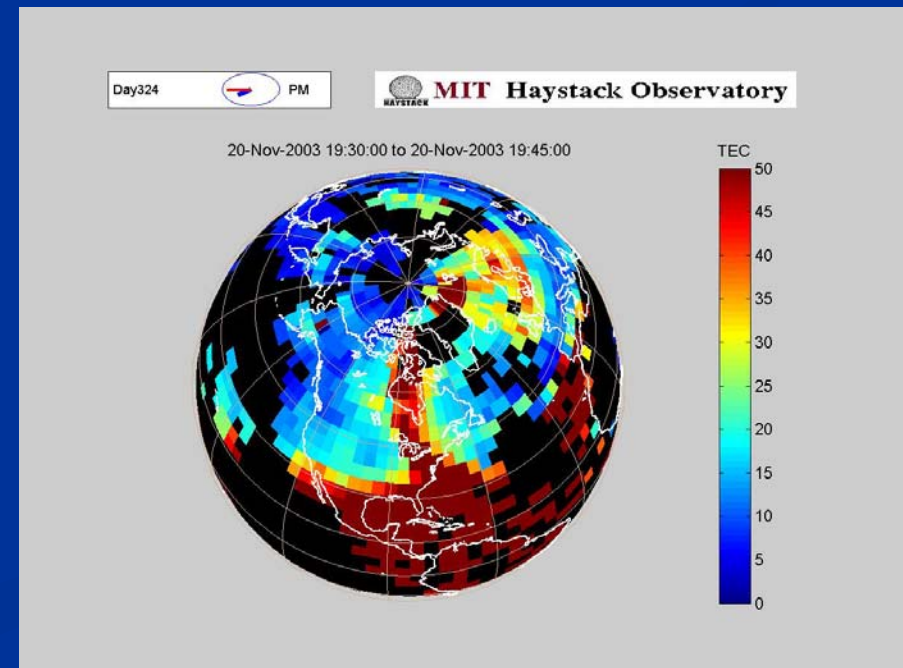 Day324 PM
HAYSTACK
MIT Haystack Observatory
20-Nov-2003 19:30:00 to 20-Nov-2003 19:45:00
TEC
50
45
40
35
30
25
20
15
10
5
0